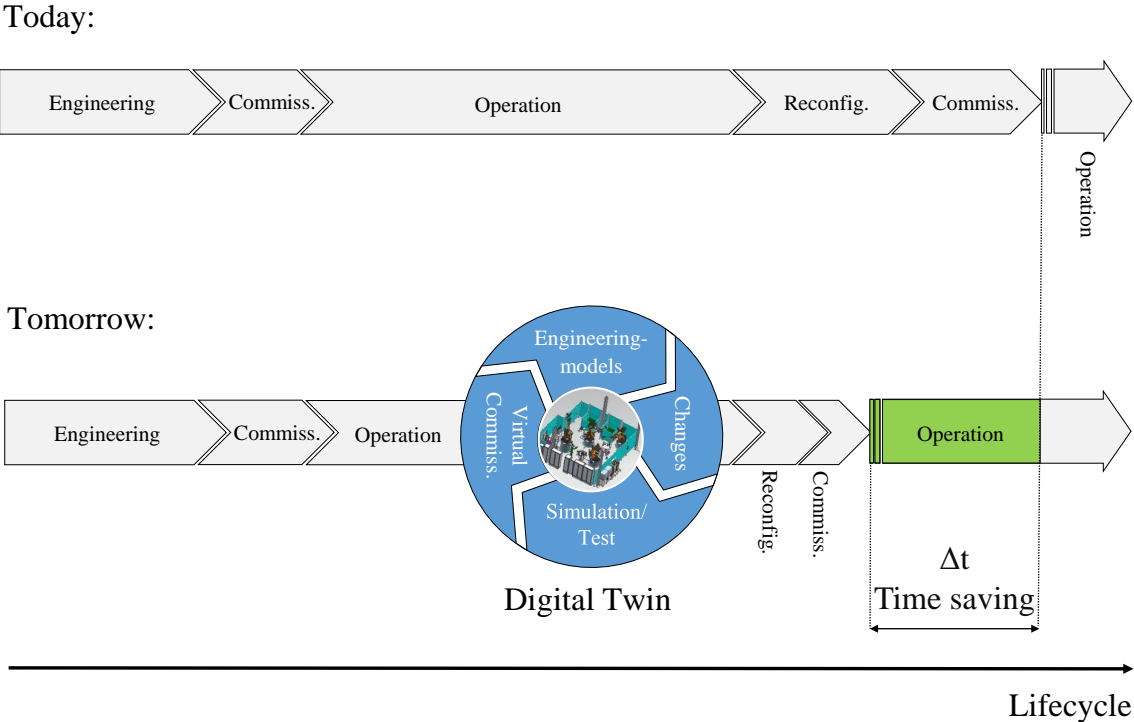 Today:
Engineering
Commiss.
Operation
Reconfig.
Commiss.
Operation
Tomorrow:
Engineering
Commiss.
Operation
Engineering-
models
Changes
Simulation/
Test
Virtual
Commiss.
Digital Twin
Reconfig.
Commiss.
Operation
Δt
Time saving
Lifecycle